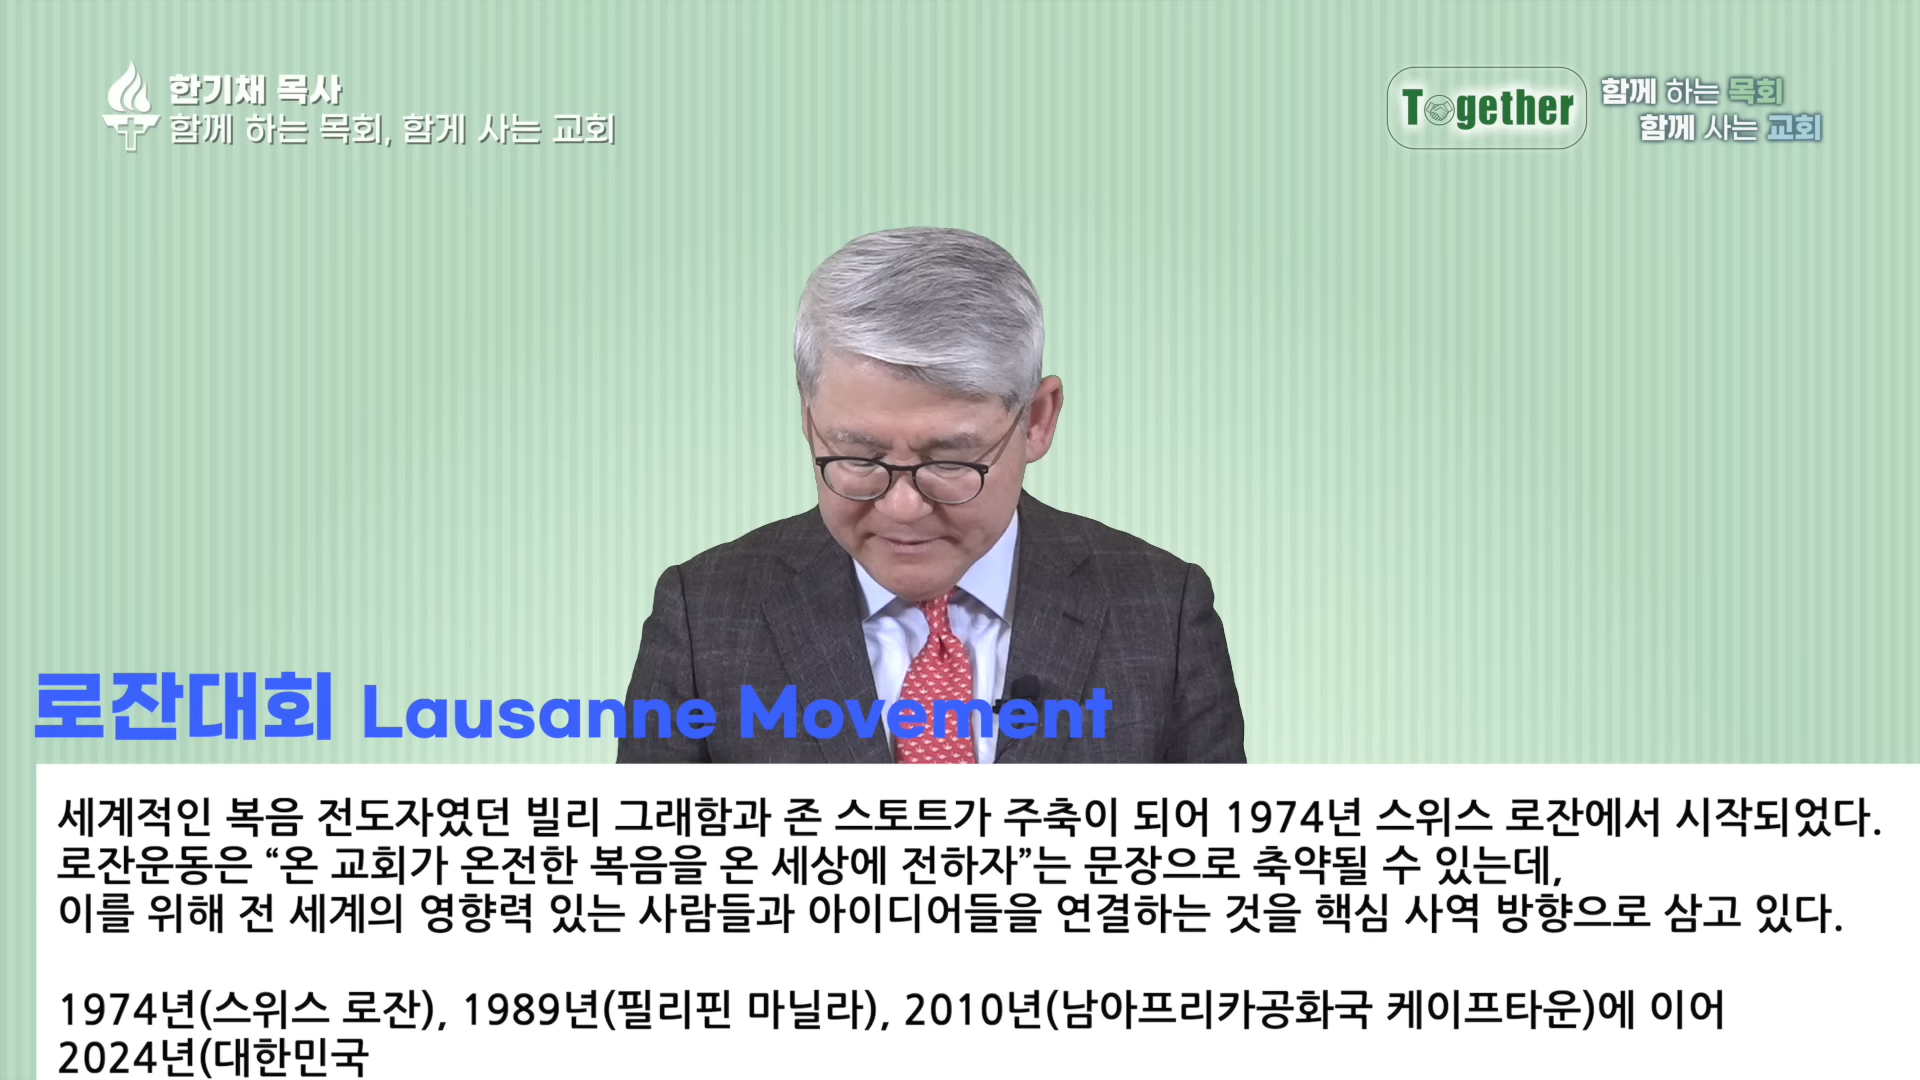 한기채 목사
함께 하는 목회, 함게 사는 교회
Together
함께 하는 목회
함께 사는 교회
로잔대회 Lausanne Movement
세계적인 복음 전도자였던 빌리 그래함과 존 스토트가 주축이 되어 1974년 스위스 로잔에서 시작되었다.
로잔운동은 “온 교회가 온전한 복음을 온 세상에 전하자”는 문장으로 축약될 수 있는데,
이를 위해 전 세계의 영향력 있는 사람들과 아이디어들을 연결하는 것을 핵심 사역 방향으로 삼고 있다.
1974년(스위스 로잔), 1989년(필리핀 마닐라), 2010년(남아프리카공화국 케이프타운)에 이어
2024년(대한민국